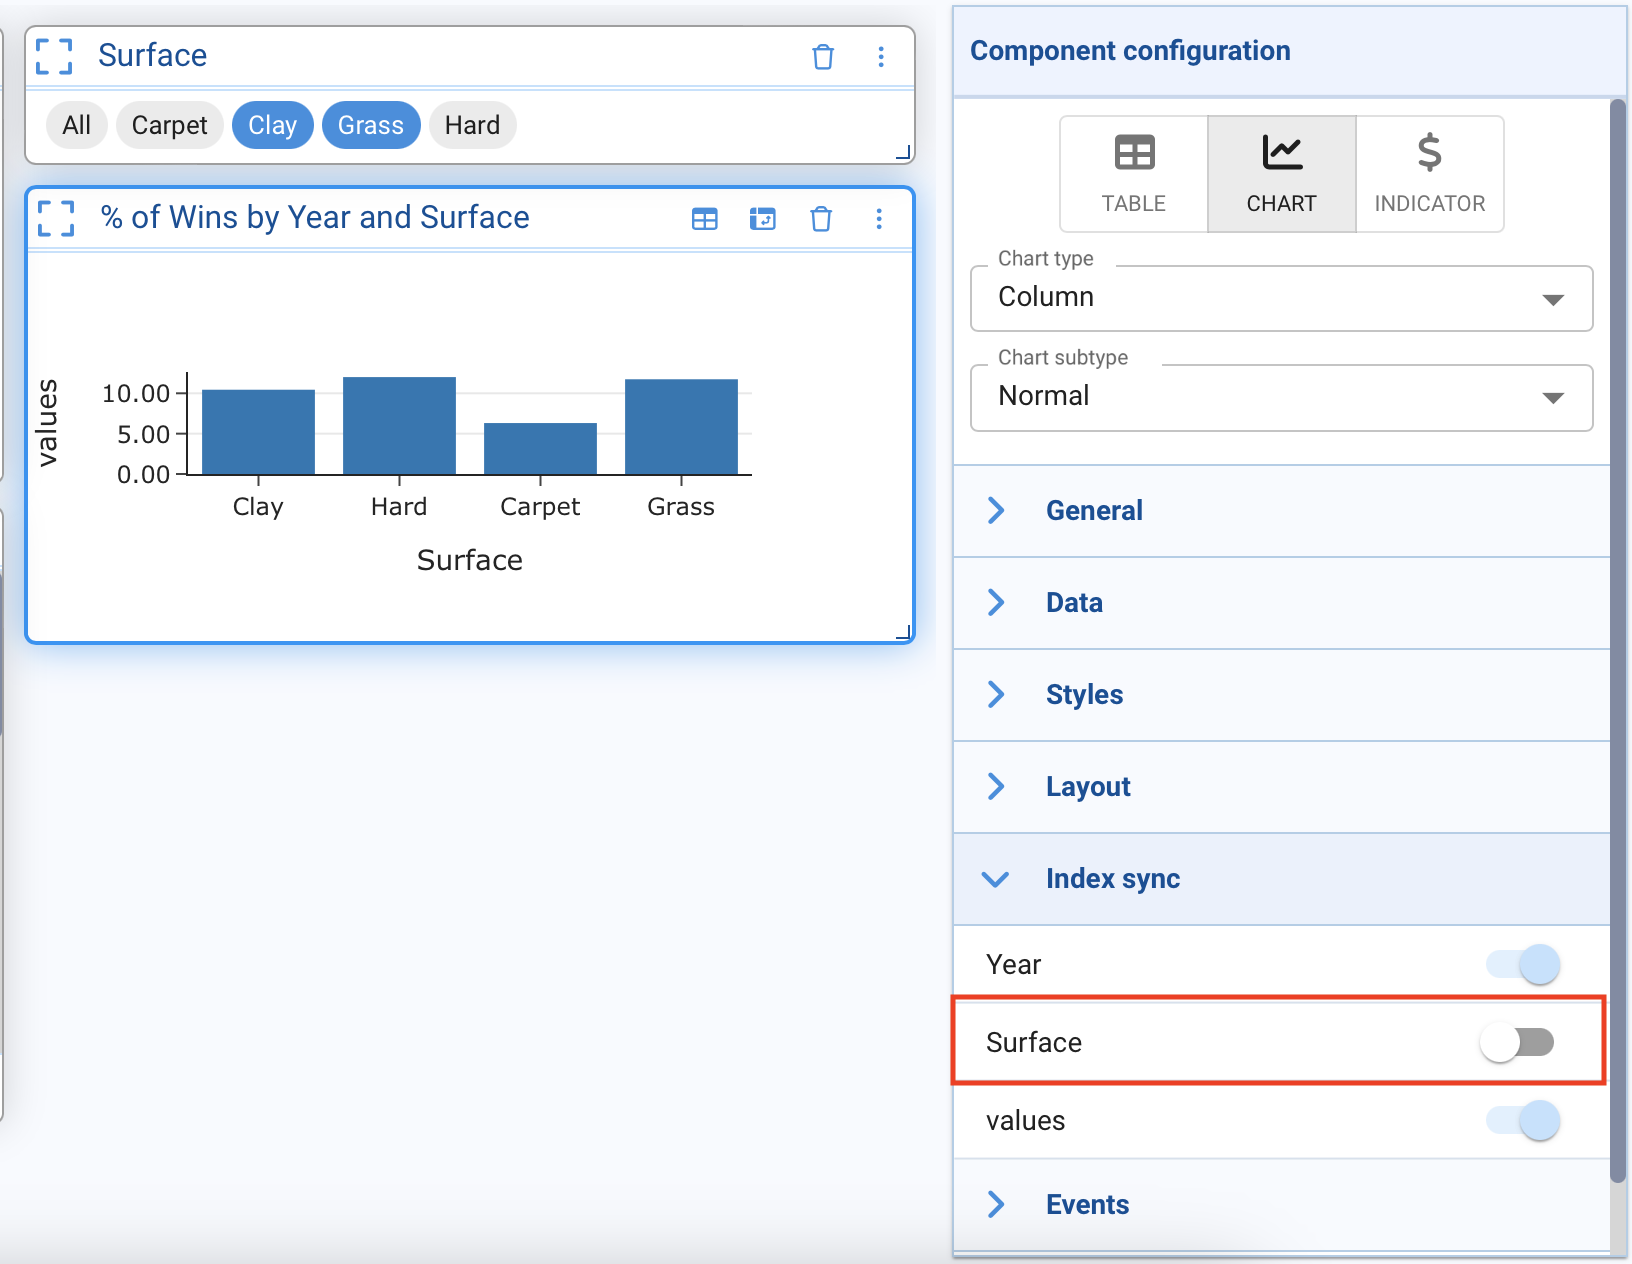 Surface
All Carpet Clay Grass Hard
% of Wins by Year and Surface
values
10.00
5.00
0.00
Clay Hard Carpet Grass
Surface
Component configuration
TABLE CHART INDICATOR
Chart type
Column
Chart subtype
Normal
General
Data
Styles
Layout
Index sync
Year
Surface
values
Events